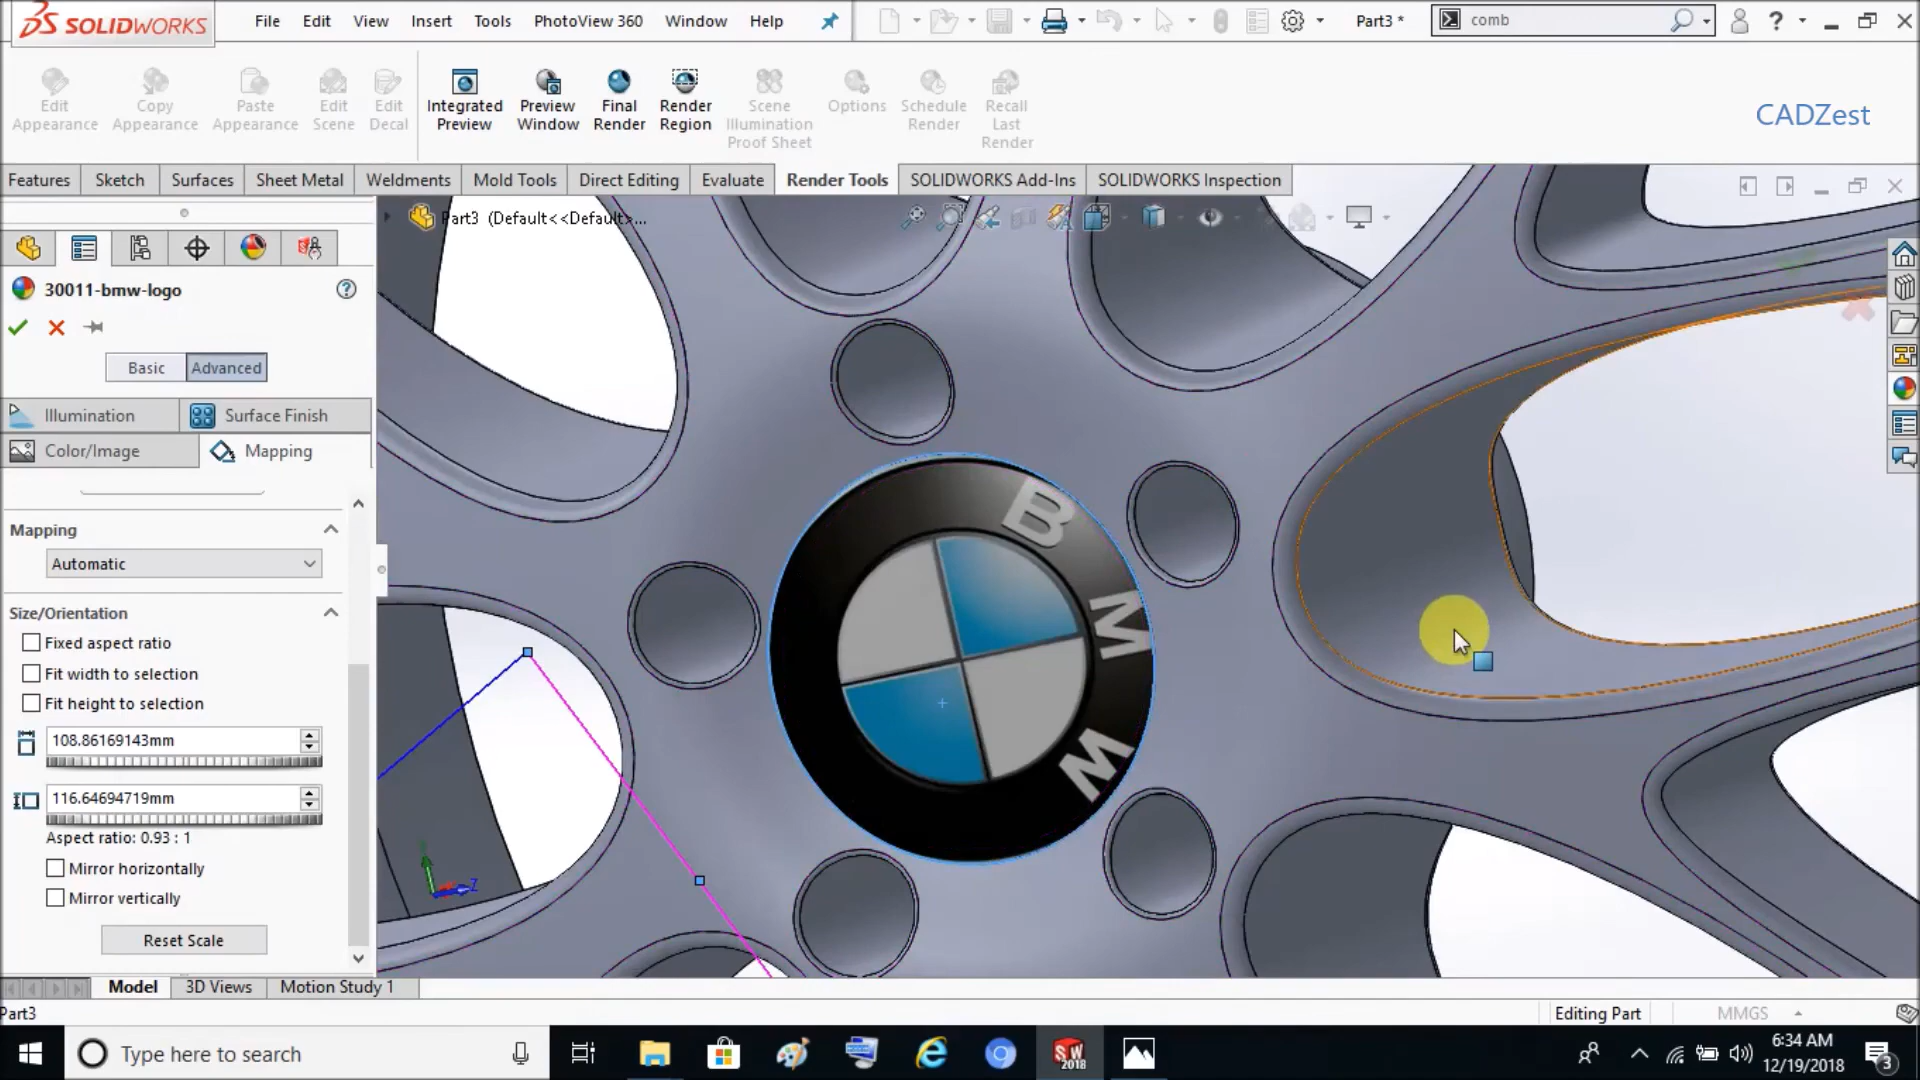 SOLIDWORKS File Edit View Insert Tools PhotoView 360 Window Help Part3 * comb ?
Edit Appearance
Copy Appearance
Paste Appearance
Edit Scene
Edit Decal
Integrated Preview
Preview Window
Final Render
Render Region
Scene Illumination Proof Sheet
Options
Schedule Render
Recall Last Render
CADZest
Features Sketch Surfaces Sheet Metal Weldments Mold Tools Direct Editing Evaluate Render Tools SOLIDWORKS Add-Ins SOLIDWORKS Inspection
Part3 (Default<<Default>...
30011-bmw-logo
Basic Advanced
Illumination Surface Finish
Color/Image Mapping
Mapping
Automatic
Size/Orientation
Fixed aspect ratio
Fit width to selection
Fit height to selection
108.86169143mm
116.64694719mm
Aspect ratio: 0.93 : 1
Mirror horizontally
Mirror vertically
Reset Scale
B M W
Z
Model 3D Views Motion Study 1
Part3 Editing Part MMGS
Type here to search
SW 2018
6:34 AM
12/19/2018
3